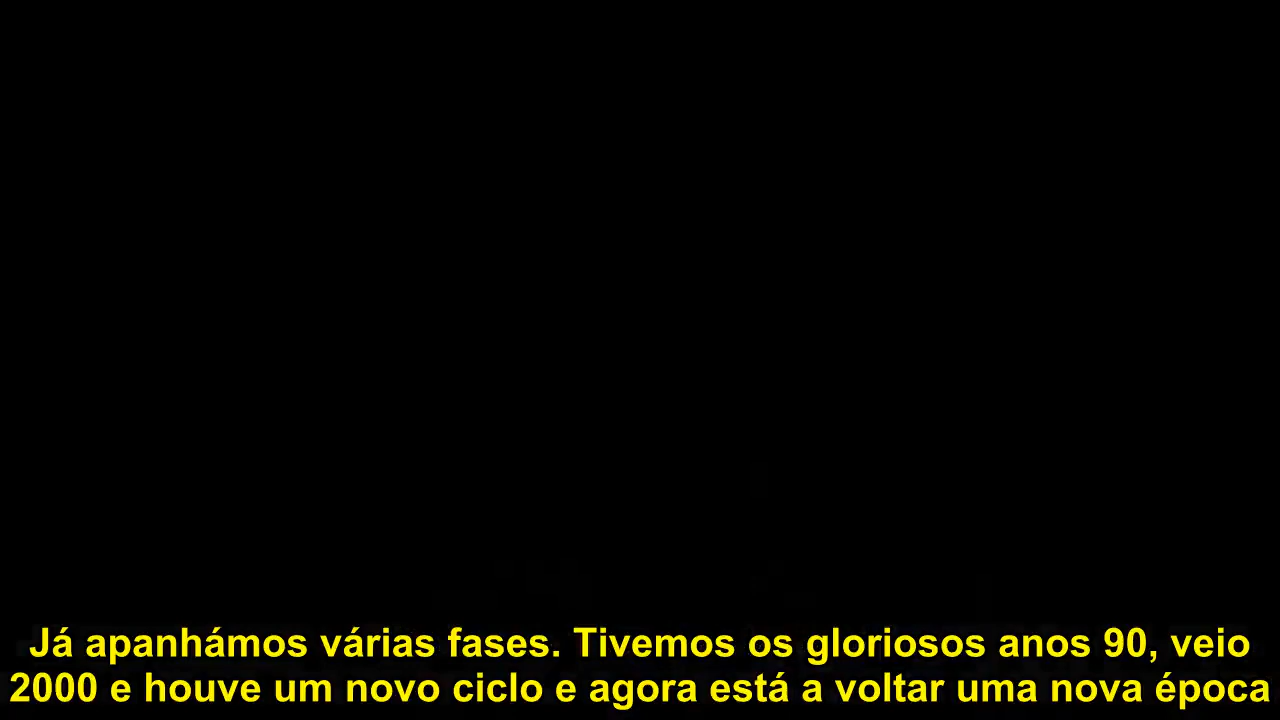 Já apanhámos várias fases. Tivemos os gloriosos anos 90, veio
2000 e houve um novo ciclo e agora está a voltar uma nova época